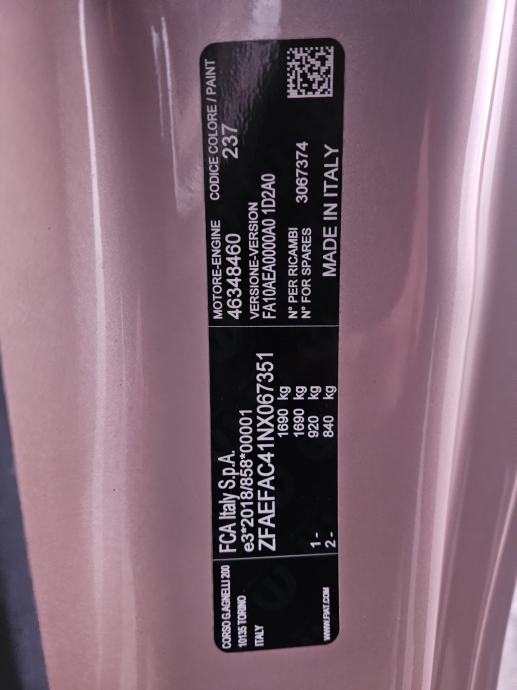 CORSO G.AGNELLI 200
10135 TORINO
ITALY
WWW.FIAT.COM
FCA Italy S.p.A.
e3*2018/858*00001
ZFAEFAC41NX067351
1690 kg
1690 kg
1- 920 kg
2- 840 kg
MOTORE-ENGINE CODICE COLORE / PAINT
46348460 237
VERSIONE-VERSION
FA10AEA0000A0 1D2A0
N° PER RICAMBI
N° FOR SPARES 3067374
MADE IN ITALY